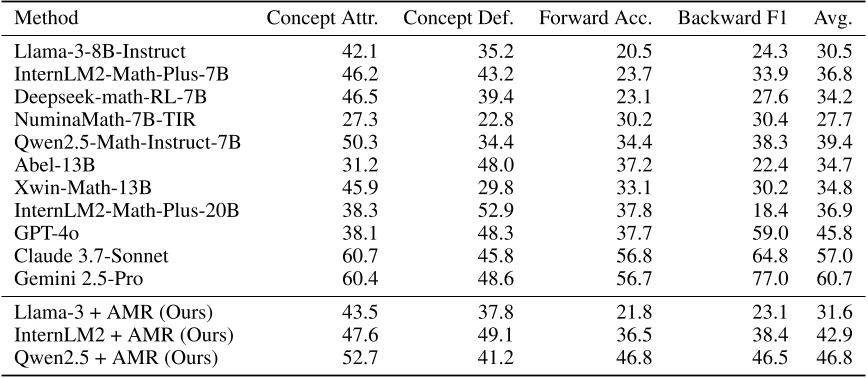 Method Concept Attr. Concept Def. Forward Acc. Backward F1 Avg.
Llama-3-8B-Instruct 42.1 35.2 20.5 24.3 30.5
InternLM2-Math-Plus-7B 46.2 43.2 23.7 33.9 36.8
Deepseek-math-RL-7B 46.5 39.4 23.1 27.6 34.2
NuminaMath-7B-TIR 27.3 22.8 30.2 30.4 27.7
Qwen2.5-Math-Instruct-7B 50.3 34.4 34.4 38.3 39.4
Abel-13B 31.2 48.0 37.2 22.4 34.7
Xwin-Math-13B 45.9 29.8 33.1 30.2 34.8
InternLM2-Math-Plus-20B 38.3 52.9 37.8 18.4 36.9
GPT-4o 38.1 48.3 37.7 59.0 45.8
Claude 3.7-Sonnet 60.7 45.8 56.8 64.8 57.0
Gemini 2.5-Pro 60.4 48.6 56.7 77.0 60.7
Llama-3 + AMR (Ours) 43.5 37.8 21.8 23.1 31.6
InternLM2 + AMR (Ours) 47.6 49.1 36.5 38.4 42.9
Qwen2.5 + AMR (Ours) 52.7 41.2 46.8 46.5 46.8